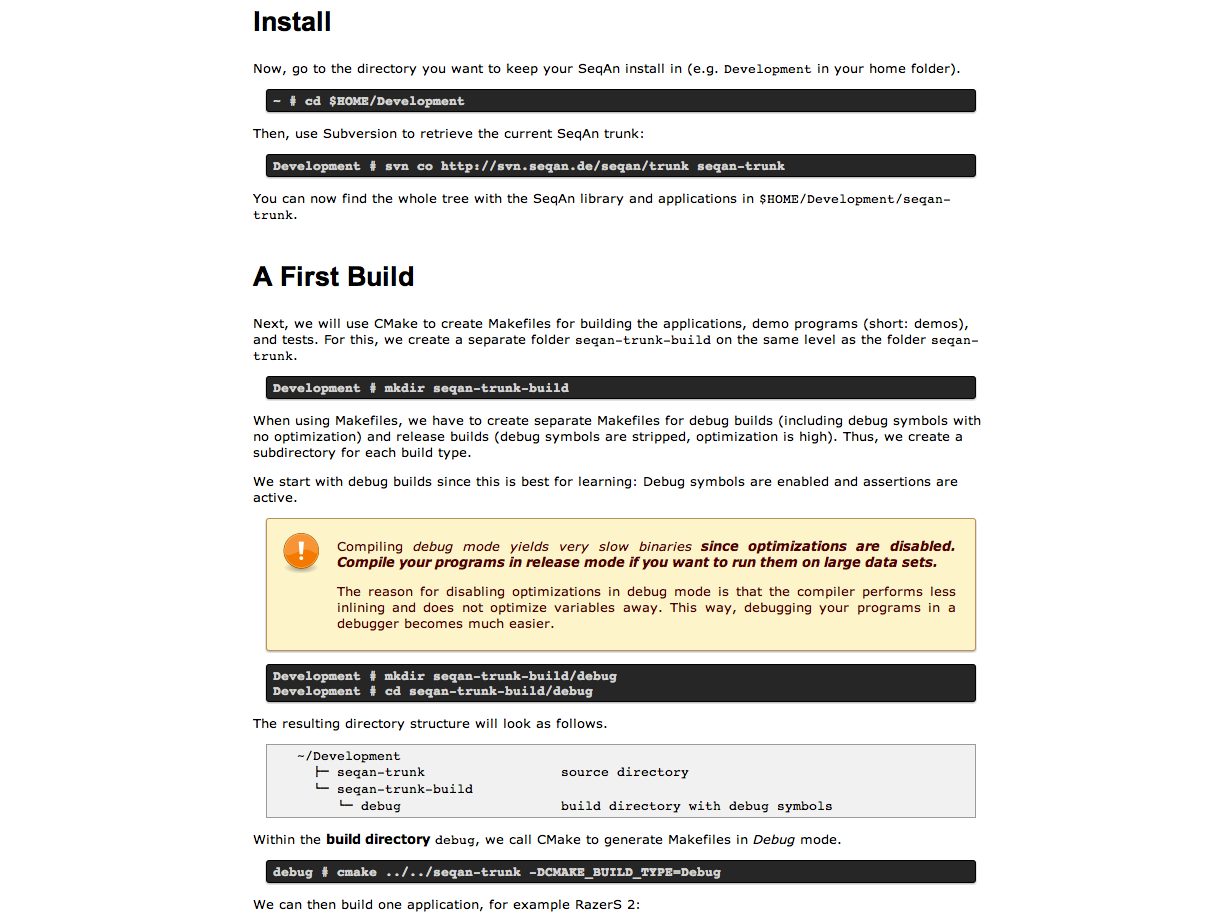 Install
Now, go to the directory you want to keep your SeqAn install in (e.g. Development in your home folder).
~ # cd $HOME/Development
Then, use Subversion to retrieve the current SeqAn trunk:
Development # svn co http://svn.seqan.de/seqan/trunk seqan-trunk
You can now find the whole tree with the SeqAn library and applications in $HOME/Development/seqan-
trunk.
A First Build
Next, we will use CMake to create Makefiles for building the applications, demo programs (short: demos),
and tests. For this, we create a separate folder seqan-trunk-build on the same level as the folder seqan-
trunk.
Development # mkdir seqan-trunk-build
When using Makefiles, we have to create separate Makefiles for debug builds (including debug symbols with
no optimization) and release builds (debug symbols are stripped, optimization is high). Thus, we create a
subdirectory for each build type.
We start with debug builds since this is best for learning: Debug symbols are enabled and assertions are
active.
!
Compiling debug mode yields very slow binaries since optimizations are disabled.
Compile your programs in release mode if you want to run them on large data sets.
The reason for disabling optimizations in debug mode is that the compiler performs less
inlining and does not optimize variables away. This way, debugging your programs in a
debugger becomes much easier.
Development # mkdir seqan-trunk-build/debug
Development # cd seqan-trunk-build/debug
The resulting directory structure will look as follows.
~/Development
├─ seqan-trunk source directory
└─ seqan-trunk-build
└─ debug build directory with debug symbols
Within the build directory debug, we call CMake to generate Makefiles in Debug mode.
debug # cmake ../../seqan-trunk -DCMAKE_BUILD_TYPE=Debug
We can then build one application, for example RazerS 2: